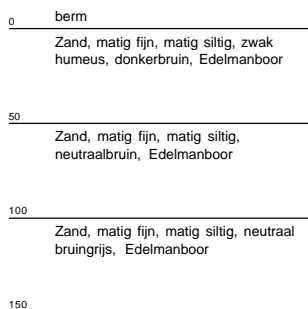 berm
0
Zand, matig fijn, matig siltig, zwak
humeus, donkerbruin, Edelmanboor
50
Zand, matig fijn, matig siltig,
neutraalbruin, Edelmanboor
100
Zand, matig fijn, matig siltig, neutraal
bruingrijs, Edelmanboor
150